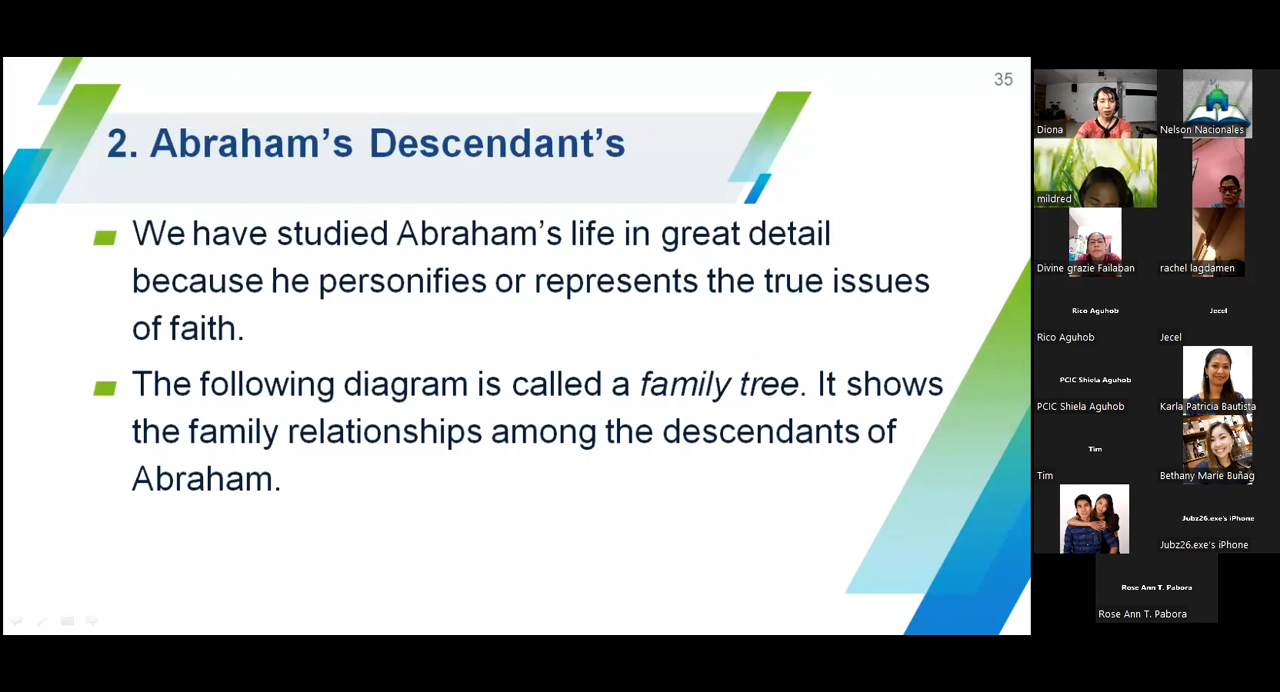 35
2. Abraham’s Descendant’s
We have studied Abraham’s life in great detail
because he personifies or represents the true issues
of faith.
The following diagram is called a family tree. It shows
the family relationships among the descendants of
Abraham.
Diona
Nelson Nacionales
mildred
Divine grazie Failaban
rachel lagdamen
Rico Aguhob
Jecel
Rico Aguhob
Jecel
PCIC Shiela Aguhob
PCIC Shiela Aguhob
Karla Patricia Bautista
Tim
Tim
Bethany Marie Buñag
Jubz26.exe's iPhone
Jubz26.exe's iPhone
Rose Ann T. Pabora
Rose Ann T. Pabora